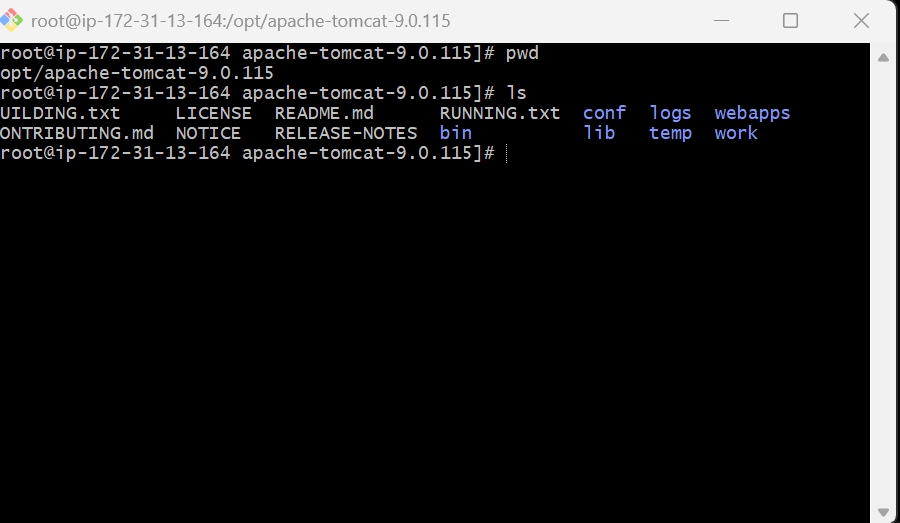 root@ip-172-31-13-164:/opt/apache-tomcat-9.0.115
root@ip-172-31-13-164 apache-tomcat-9.0.115]# pwd
opt/apache-tomcat-9.0.115
root@ip-172-31-13-164 apache-tomcat-9.0.115]# ls
UILDING.txt LICENSE README.md RUNNING.txt conf logs webapps
ONTRIBUTING.md NOTICE RELEASE-NOTES bin lib temp work
root@ip-172-31-13-164 apache-tomcat-9.0.115]#